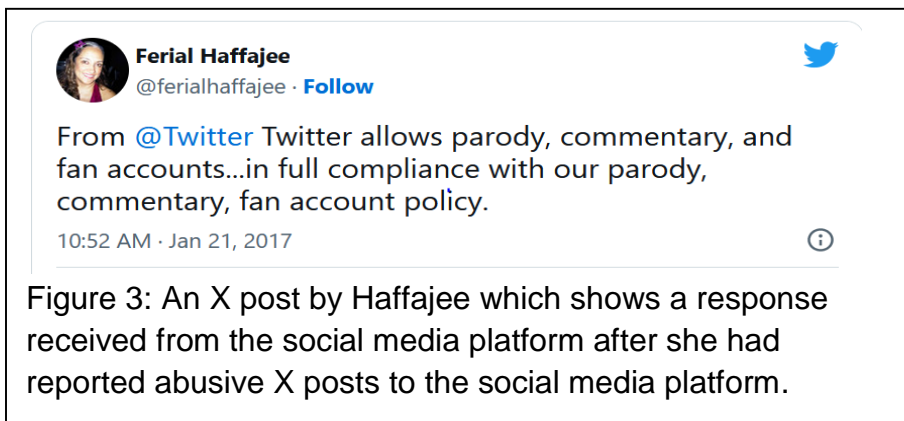 Ferial Haffajee
@ferialhaffajee · Follow
From @Twitter Twitter allows parody, commentary, and
fan accounts...in full compliance with our parody,
commentary, fan account policy.
10:52 AM · Jan 21, 2017
Figure 3: An X post by Haffajee which shows a response
received from the social media platform after she had
reported abusive X posts to the social media platform.